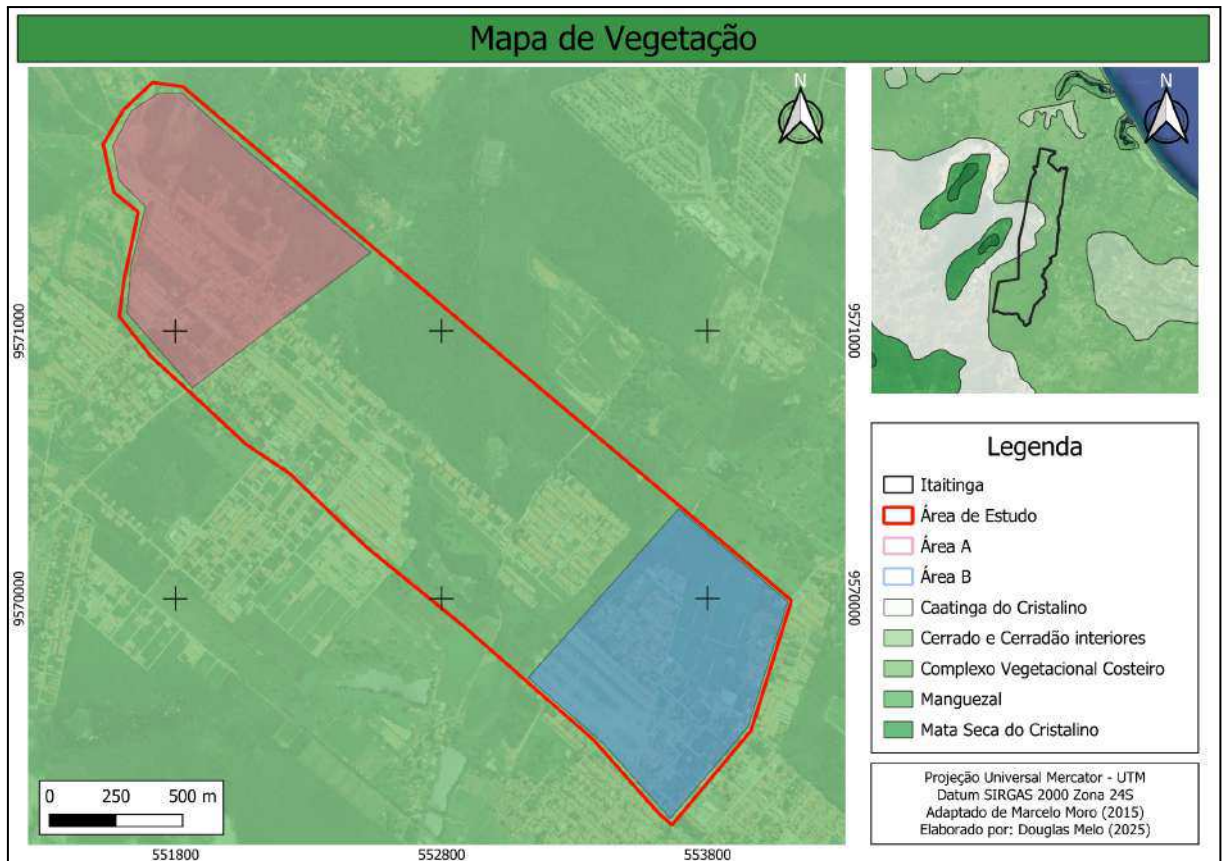 Mapa de Vegetação
N
N
9571000
9571000
9570000
9570000
0 250 500 m
551800 552800 553800
Legenda
Itaitinga
Área de Estudo
Área A
Área B
Caatinga do Cristalino
Cerrado e Cerradão interiores
Complexo Vegetacional Costeiro
Manguezal
Mata Seca do Cristalino
Projeção Universal Mercator - UTM
Datum SIRGAS 2000 Zona 24S
Adaptado de Marcelo Moro (2015)
Elaborado por: Douglas Melo (2025)